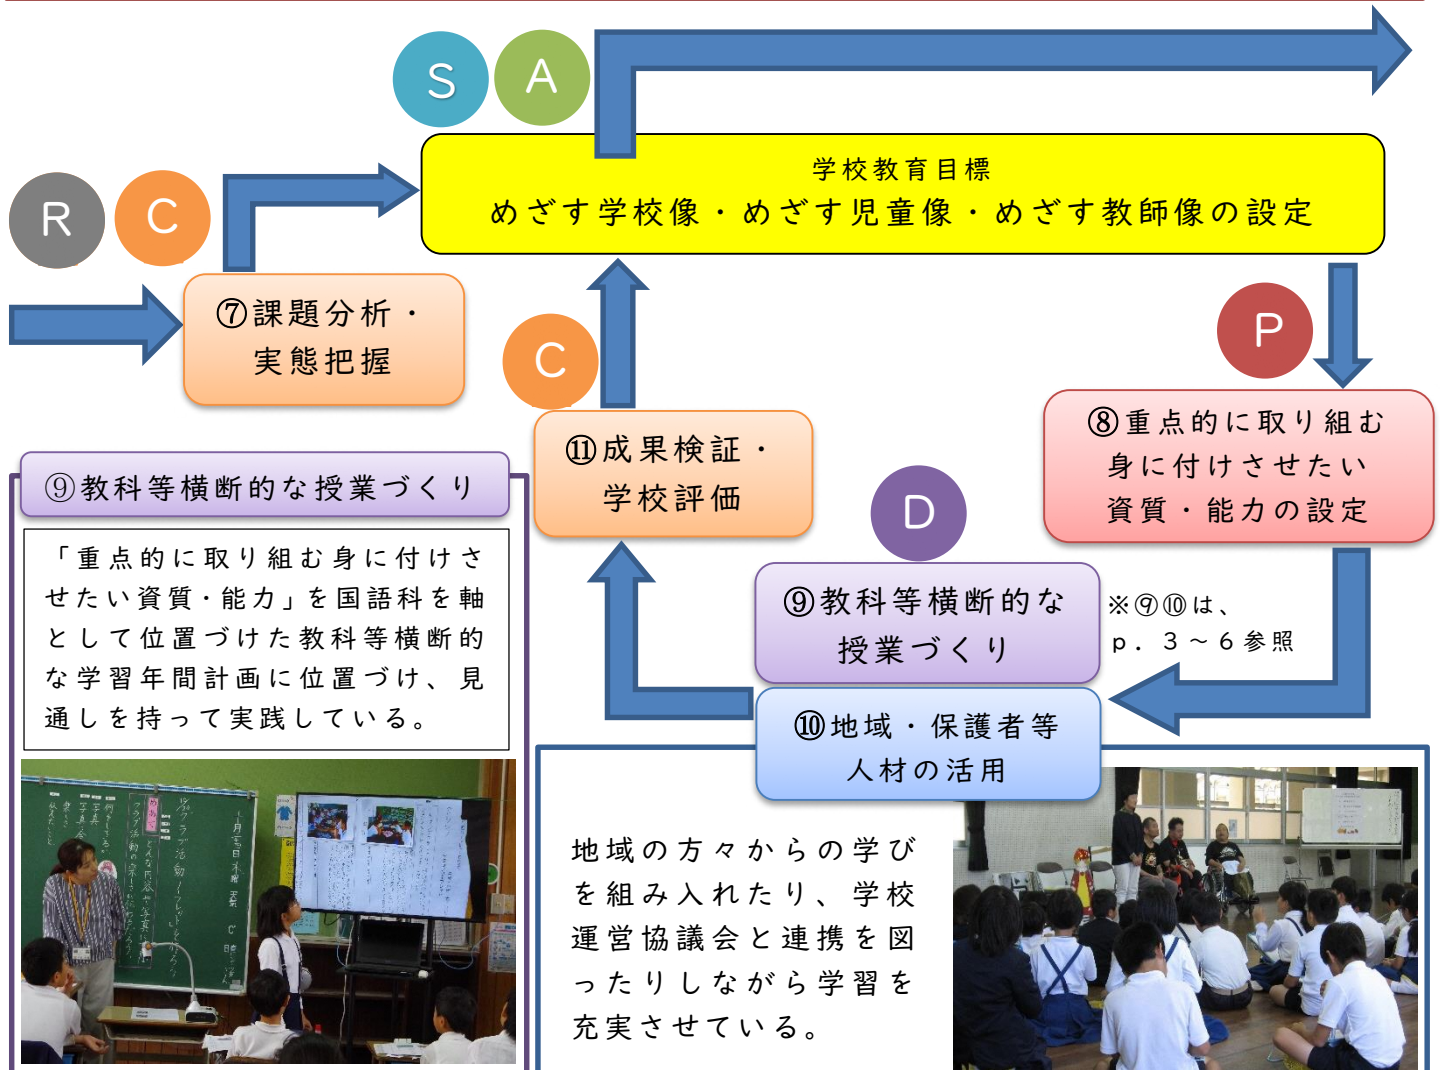 S
A
学校教育目標
めざす学校像・めざす児童像・めざす教師像の設定
R
C
⑦課題分析・
実態把握
C
P
⑪成果検証・
学校評価
⑧重点的に取り組む
身に付けさせたい
資質・能力の設定
D
⑨教科等横断的な
授業づくり
※⑨⑩は、
p．3～6参照
⑩地域・保護者等
人材の活用
⑨教科等横断的な授業づくり
「重点的に取り組む身に付けさ
せたい資質・能力」を国語科を軸
として位置づけた教科等横断的
な学習年間計画に位置づけ、見
通しを持って実践している。
地域の方々からの学び
を組み入れたり、学校
運営協議会と連携を図
ったりしながら学習を
充実させている。